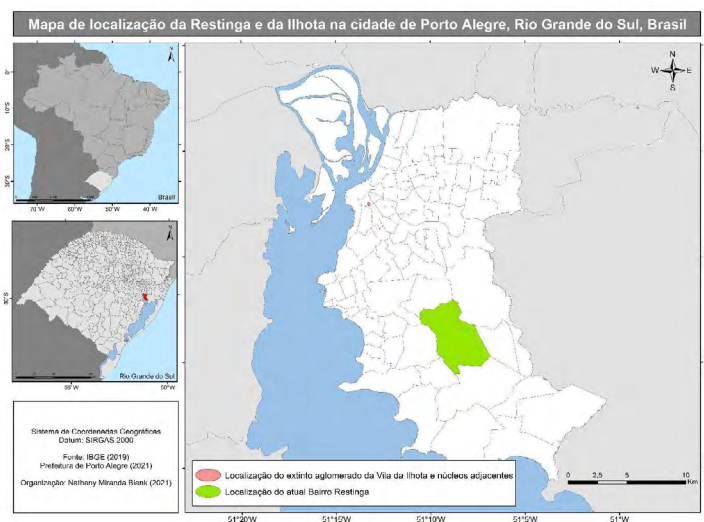 Mapa de localização da Restinga e da Ilhota na cidade de Porto Alegre, Rio Grande do Sul, Brasil
N
W E
S
0°
10°S
20°S
30°S
Brasil
70°W 60°W 50°W 40°W
30°S
Rio Grande do Sul
50°W
Sistema de Coordenadas Geográficas
Datum: SIRGAS 2000
Fonte: IBGE (2019)
Prefeitura de Porto Alegre (2021)
Organização: Nathany Miranda Blank (2021)
Localização do extinto aglomerado da Vila da Ilhota e núcleos adjacentes
Localização do atual Bairro Restinga
0 2,5 5 10
Km
51°20'W 51°15'W 51°10'W 51°5'W 51°0'W